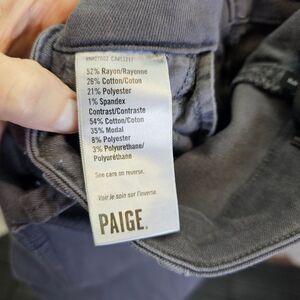 52% Rayon/Rayonne
26% Cotton/Coton
21% Polyester
1% Spandex
Contrast/Contraste
54% Cotton/Coton
35% Modal
8% Polyester
3% Polyurethane/
Polyuréthane
See care on reverse.
Voir le soin sur l'inverse.
PAIGE.